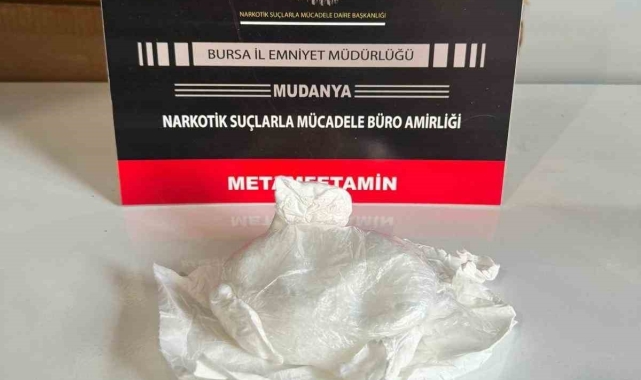 NARKOTİK SUÇLARLA MÜCADELE DAİRE BAŞKANLIĞI
BURSA İL EMNİYET MÜDÜRLÜĞÜ
MUDANYA
NARKOTİK SUÇLARLA MÜCADELE BÜRO AMİRLİĞİ
METAMFETAMİN